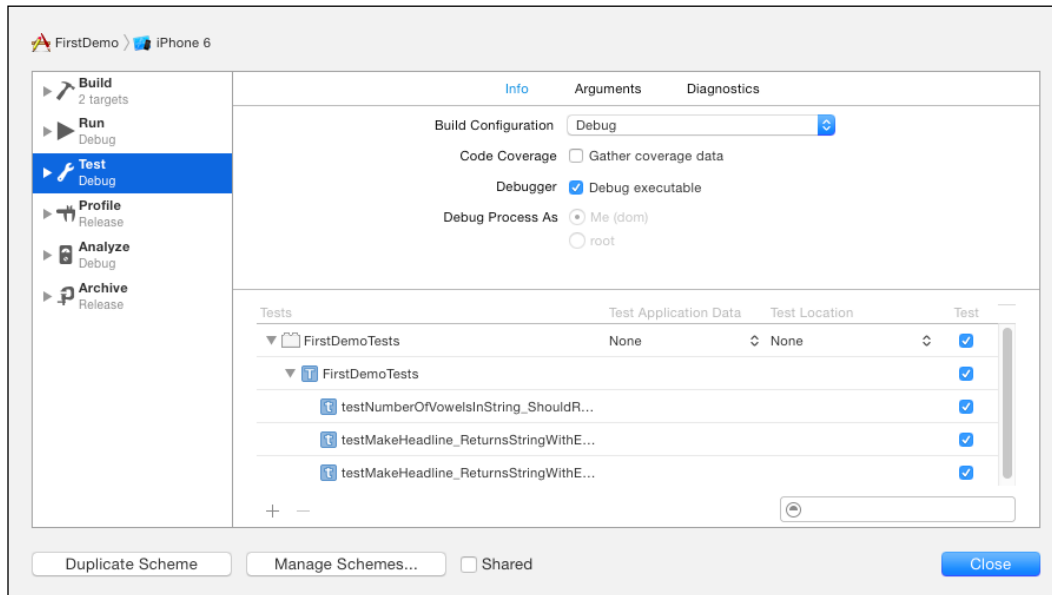 FirstDemo iPhone 6
Build
2 targets
Run
Debug
Test
Debug
Profile
Release
Analyze
Debug
Archive
Release
Info Arguments Diagnostics
Build Configuration Debug
Code Coverage Gather coverage data
Debugger Debug executable
Debug Process As Me (dom)
root
Tests Test Application Data Test Location Test
FirstDemoTests None None
T FirstDemoTests
t testNumberOfVowelsInString_ShouldR...
t testMakeHeadline_ReturnsStringWithE...
t testMakeHeadline_ReturnsStringWithE...
Duplicate Scheme Manage Schemes... Shared Close